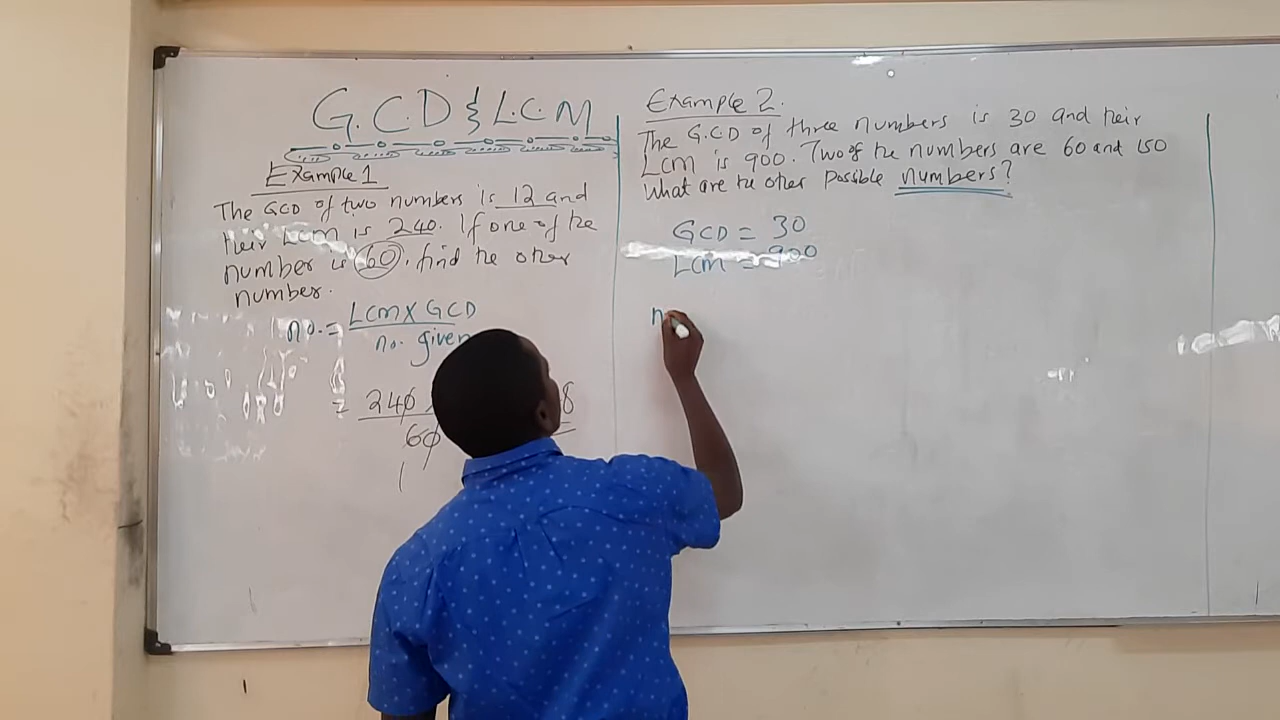 G.C.D & L.C.M
Example 1
The GCD of two numbers is 12 and
their LCM is 240. If one of the
number is 60, find the other
number.
no. = LCM X GCD
no. given
= 240 8
60
1
Example 2.
The G.C.D of three numbers is 30 and their
LCM is 900. Two of the numbers are 60 and 150
What are the other possible numbers?
GCD = 30
LCM = 900
n